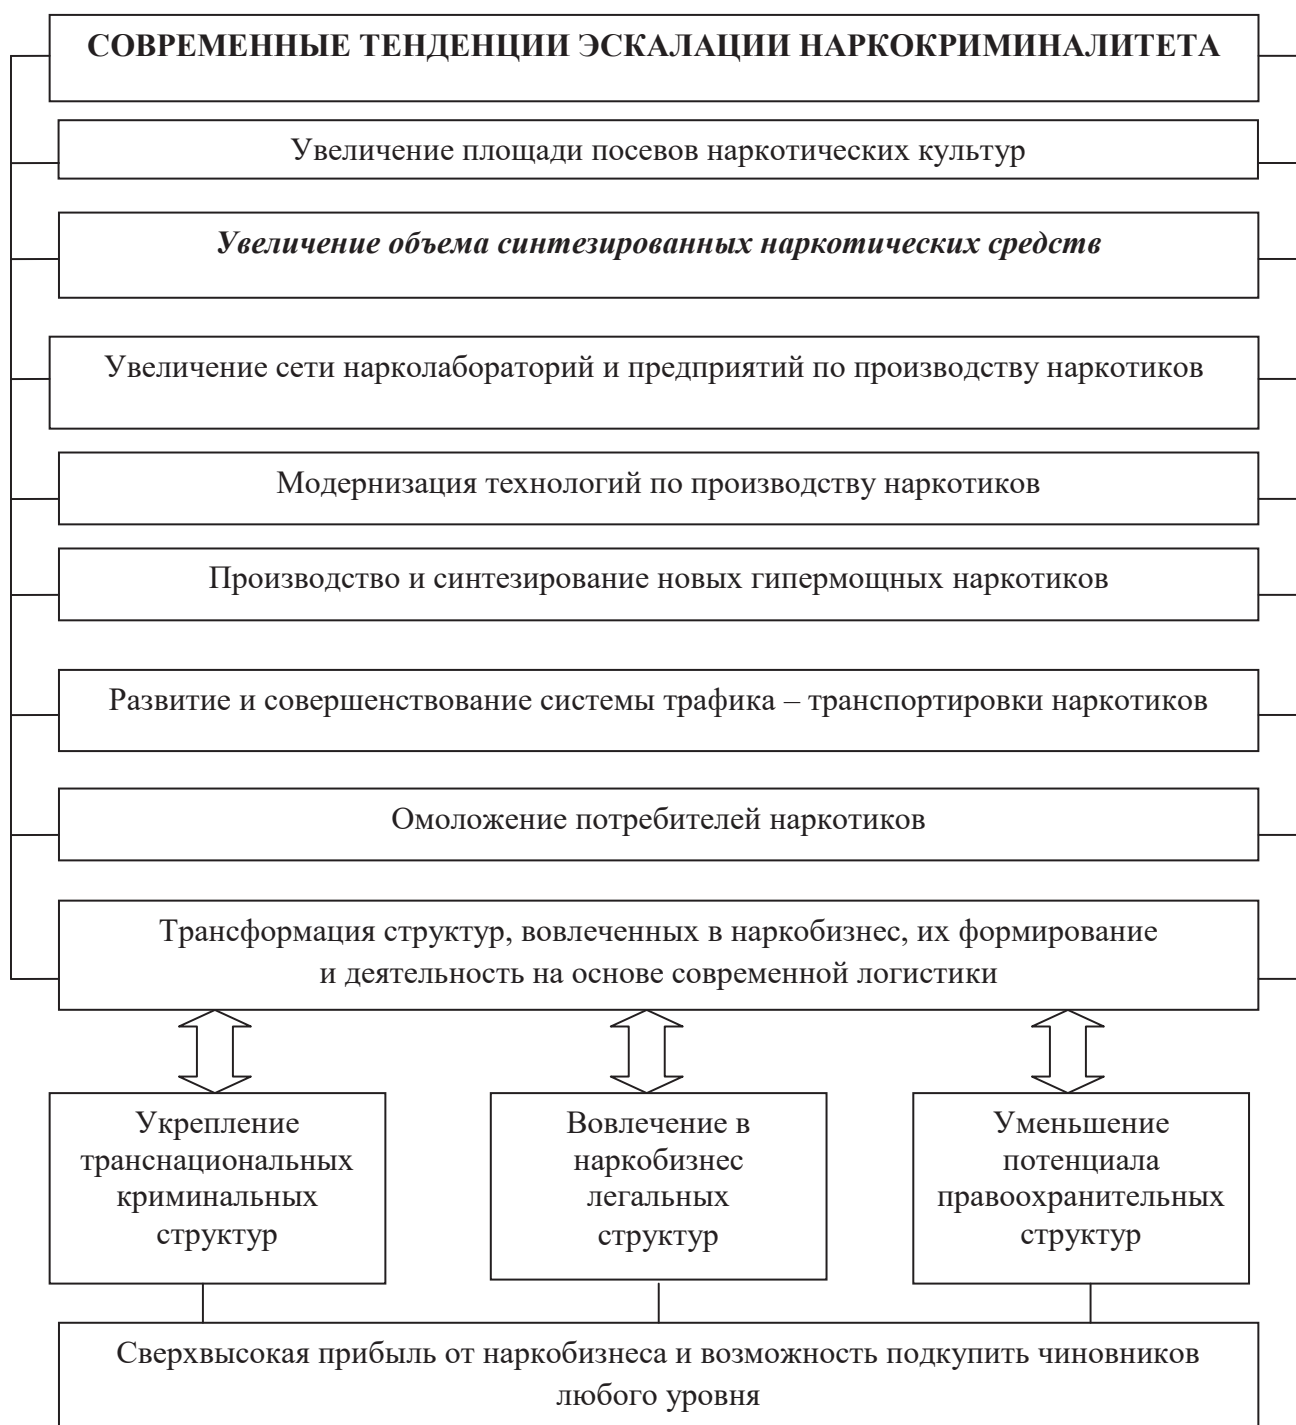 СОВРЕМЕННЫЕ ТЕНДЕНЦИИ ЭСКАЛАЦИИ НАРКОКРИМИНАЛИТЕТА
Увеличение площади посевов наркотических культур
Увеличение объема синтезированных наркотических средств
Увеличение сети нарколабораторий и предприятий по производству наркотиков
Модернизация технологий по производству наркотиков
Производство и синтезирование новых гипермощных наркотиков
Развитие и совершенствование системы трафика – транспортировки наркотиков
Омоложение потребителей наркотиков
Трансформация структур, вовлеченных в наркобизнес, их формирование
и деятельность на основе современной логистики
Укрепление
транснациональных
криминальных
структур
Вовлечение в
наркобизнес
легальных
структур
Уменьшение
потенциала
правоохранительных
структур
Сверхвысокая прибыль от наркобизнеса и возможность подкупить чиновников
любого уровня